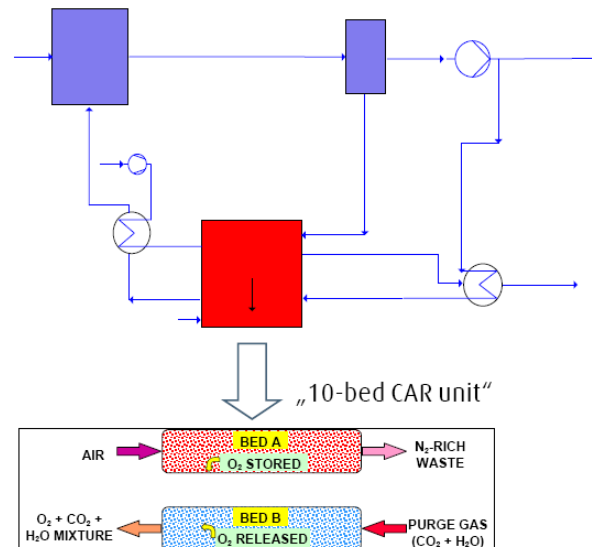 „10-bed CAR unit“
BED A
AIR
N₂-RICH
WASTE
O₂ STORED
BED B
O₂ + CO₂ +
H₂O MIXTURE
O₂ RELEASED
PURGE GAS
(CO₂ + H₂O)